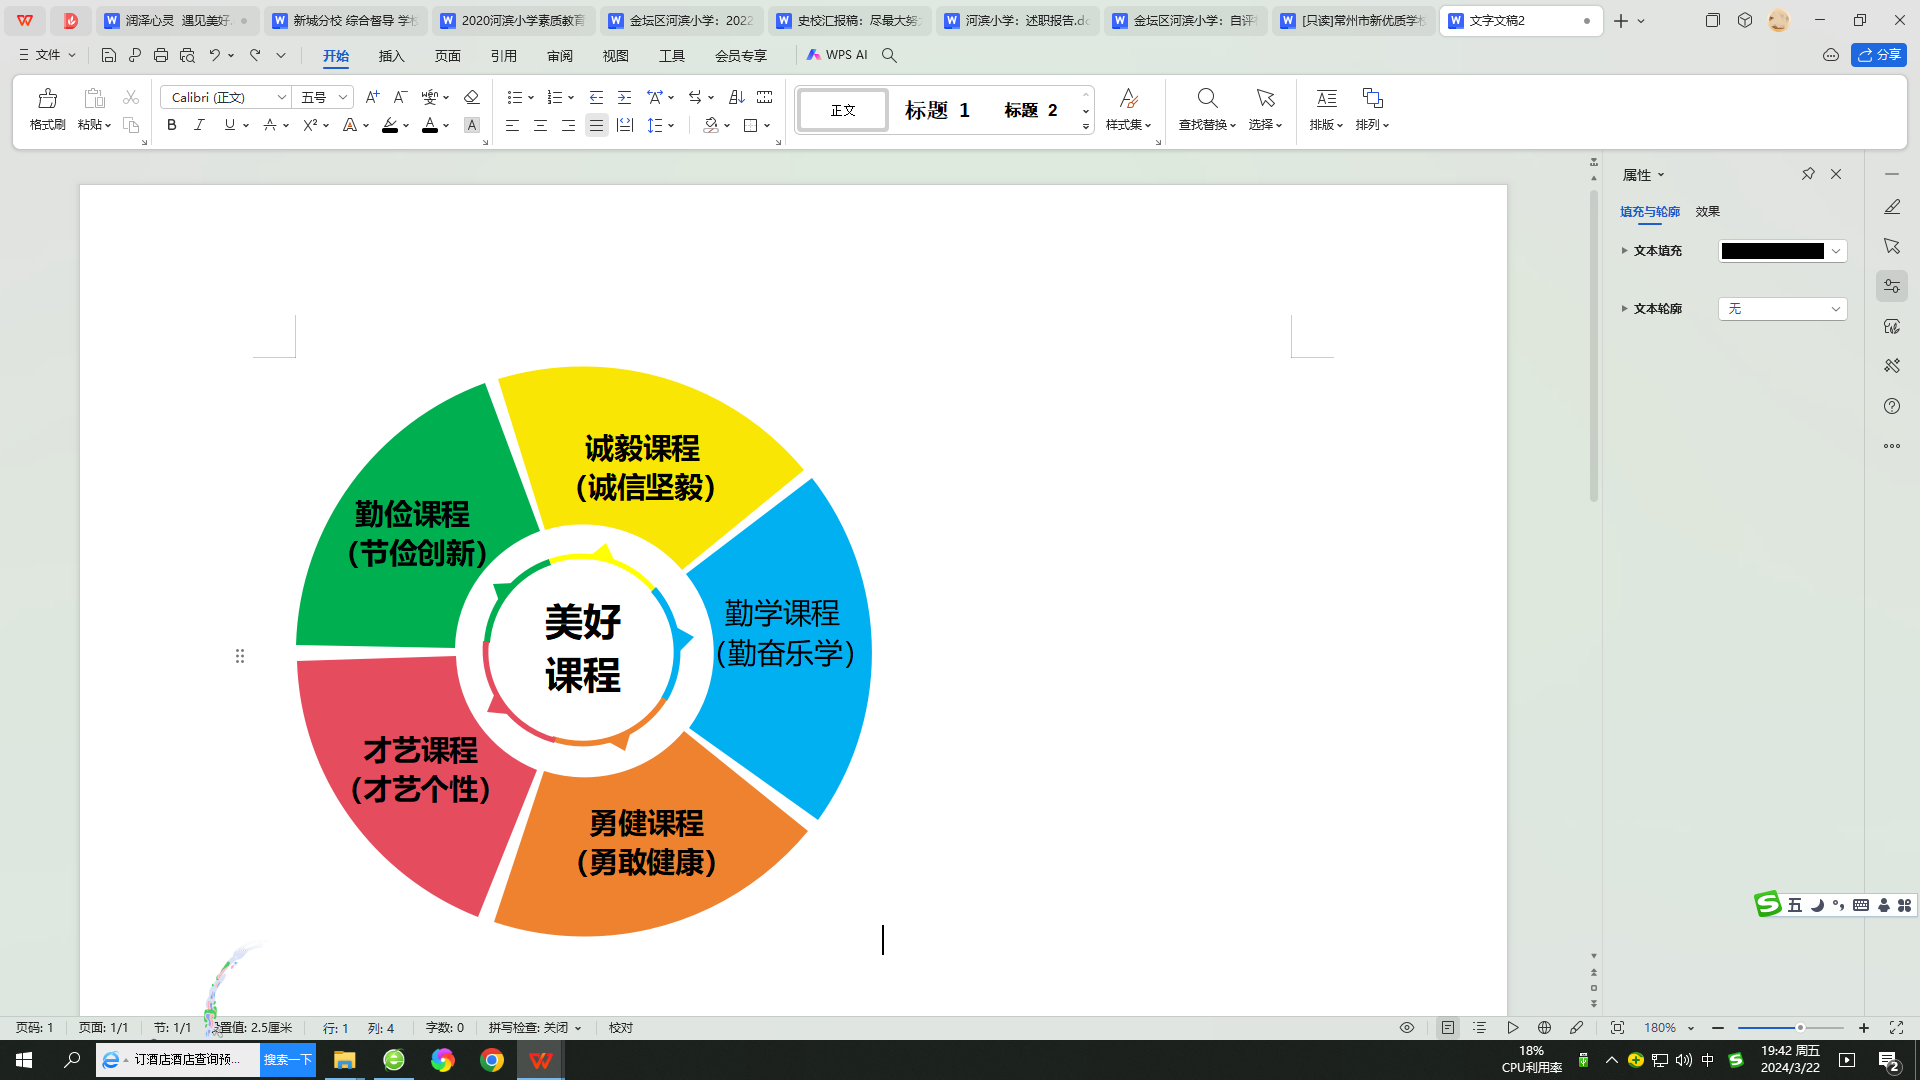 润泽心灵  遇见美好.
新城分校 综合督导 学校
2020河滨小学素质教育
金坛区河滨小学：2022
史校汇报稿：尽最大努力
河滨小学：述职报告.do
金坛区河滨小学：自评
[只读]常州市新优质学校
文字文稿2
文件
开始
插入
页面
引用
审阅
视图
工具
会员专享
WPS AI
分享
格式刷
粘贴
Calibri (正文)
五号
正文
标题 1
标题 2
样式集
查找替换
选择
排版
排列
属性
填充与轮廓
效果
文本填充
文本轮廓
无
诚毅课程
（诚信坚毅）
勤俭课程
（节俭创新）
勤学课程
（勤奋乐学）
美好
课程
才艺课程
（才艺个性）
勇健课程
（勇敢健康）
五
页码: 1
页面: 1/1
节: 1/1
置值: 2.5厘米
行: 1
列: 4
字数: 0
拼写检查: 关闭
校对
180%
订酒店酒店查询预...
搜索一下
18%
CPU利用率
中
19:42 周五
2024/3/22
2